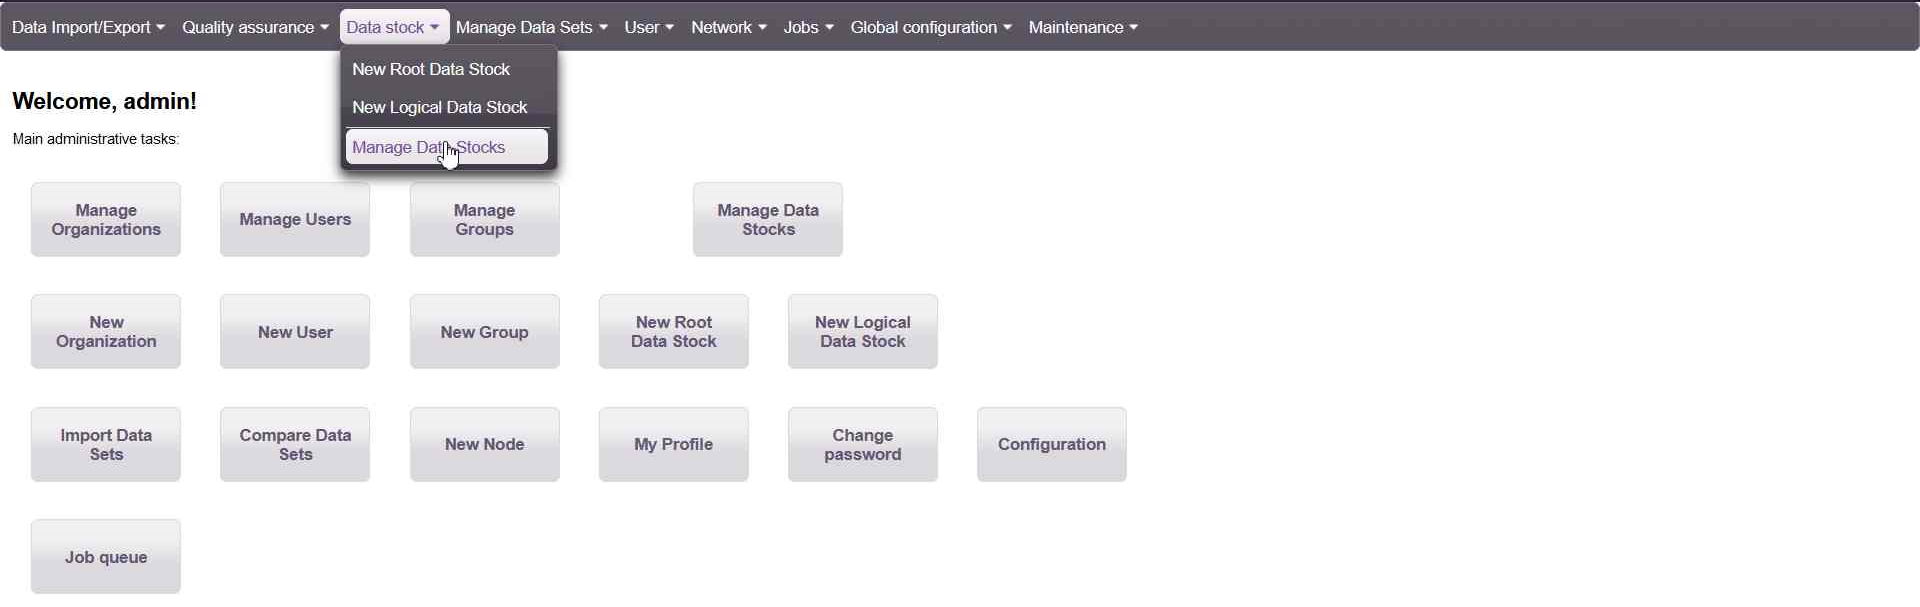 Data Import/Export Quality assurance Data stock Manage Data Sets User Network Jobs Global configuration Maintenance
New Root Data Stock
New Logical Data Stock
Manage Data Stocks
Welcome, admin!
Main administrative tasks:
Manage
Organizations
Manage Users
Manage
Groups
Manage Data
Stocks
New
Organization
New User
New Group
New Root
Data Stock
New Logical
Data Stock
Import Data
Sets
Compare Data
Sets
New Node
My Profile
Change
password
Configuration
Job queue